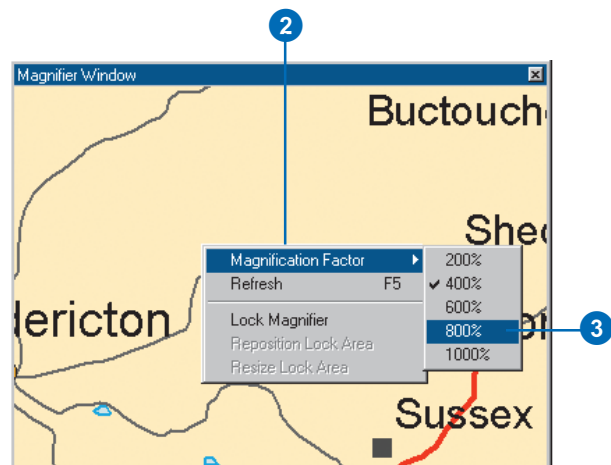 2
Magnifier Window
Buctouch
Shed
Magnification Factor
200%
Refresh F5
400%
600%
lericton
Lock Magnifier
800%
3
Reposition Lock Area
1000%
Resize Lock Area
Sussex